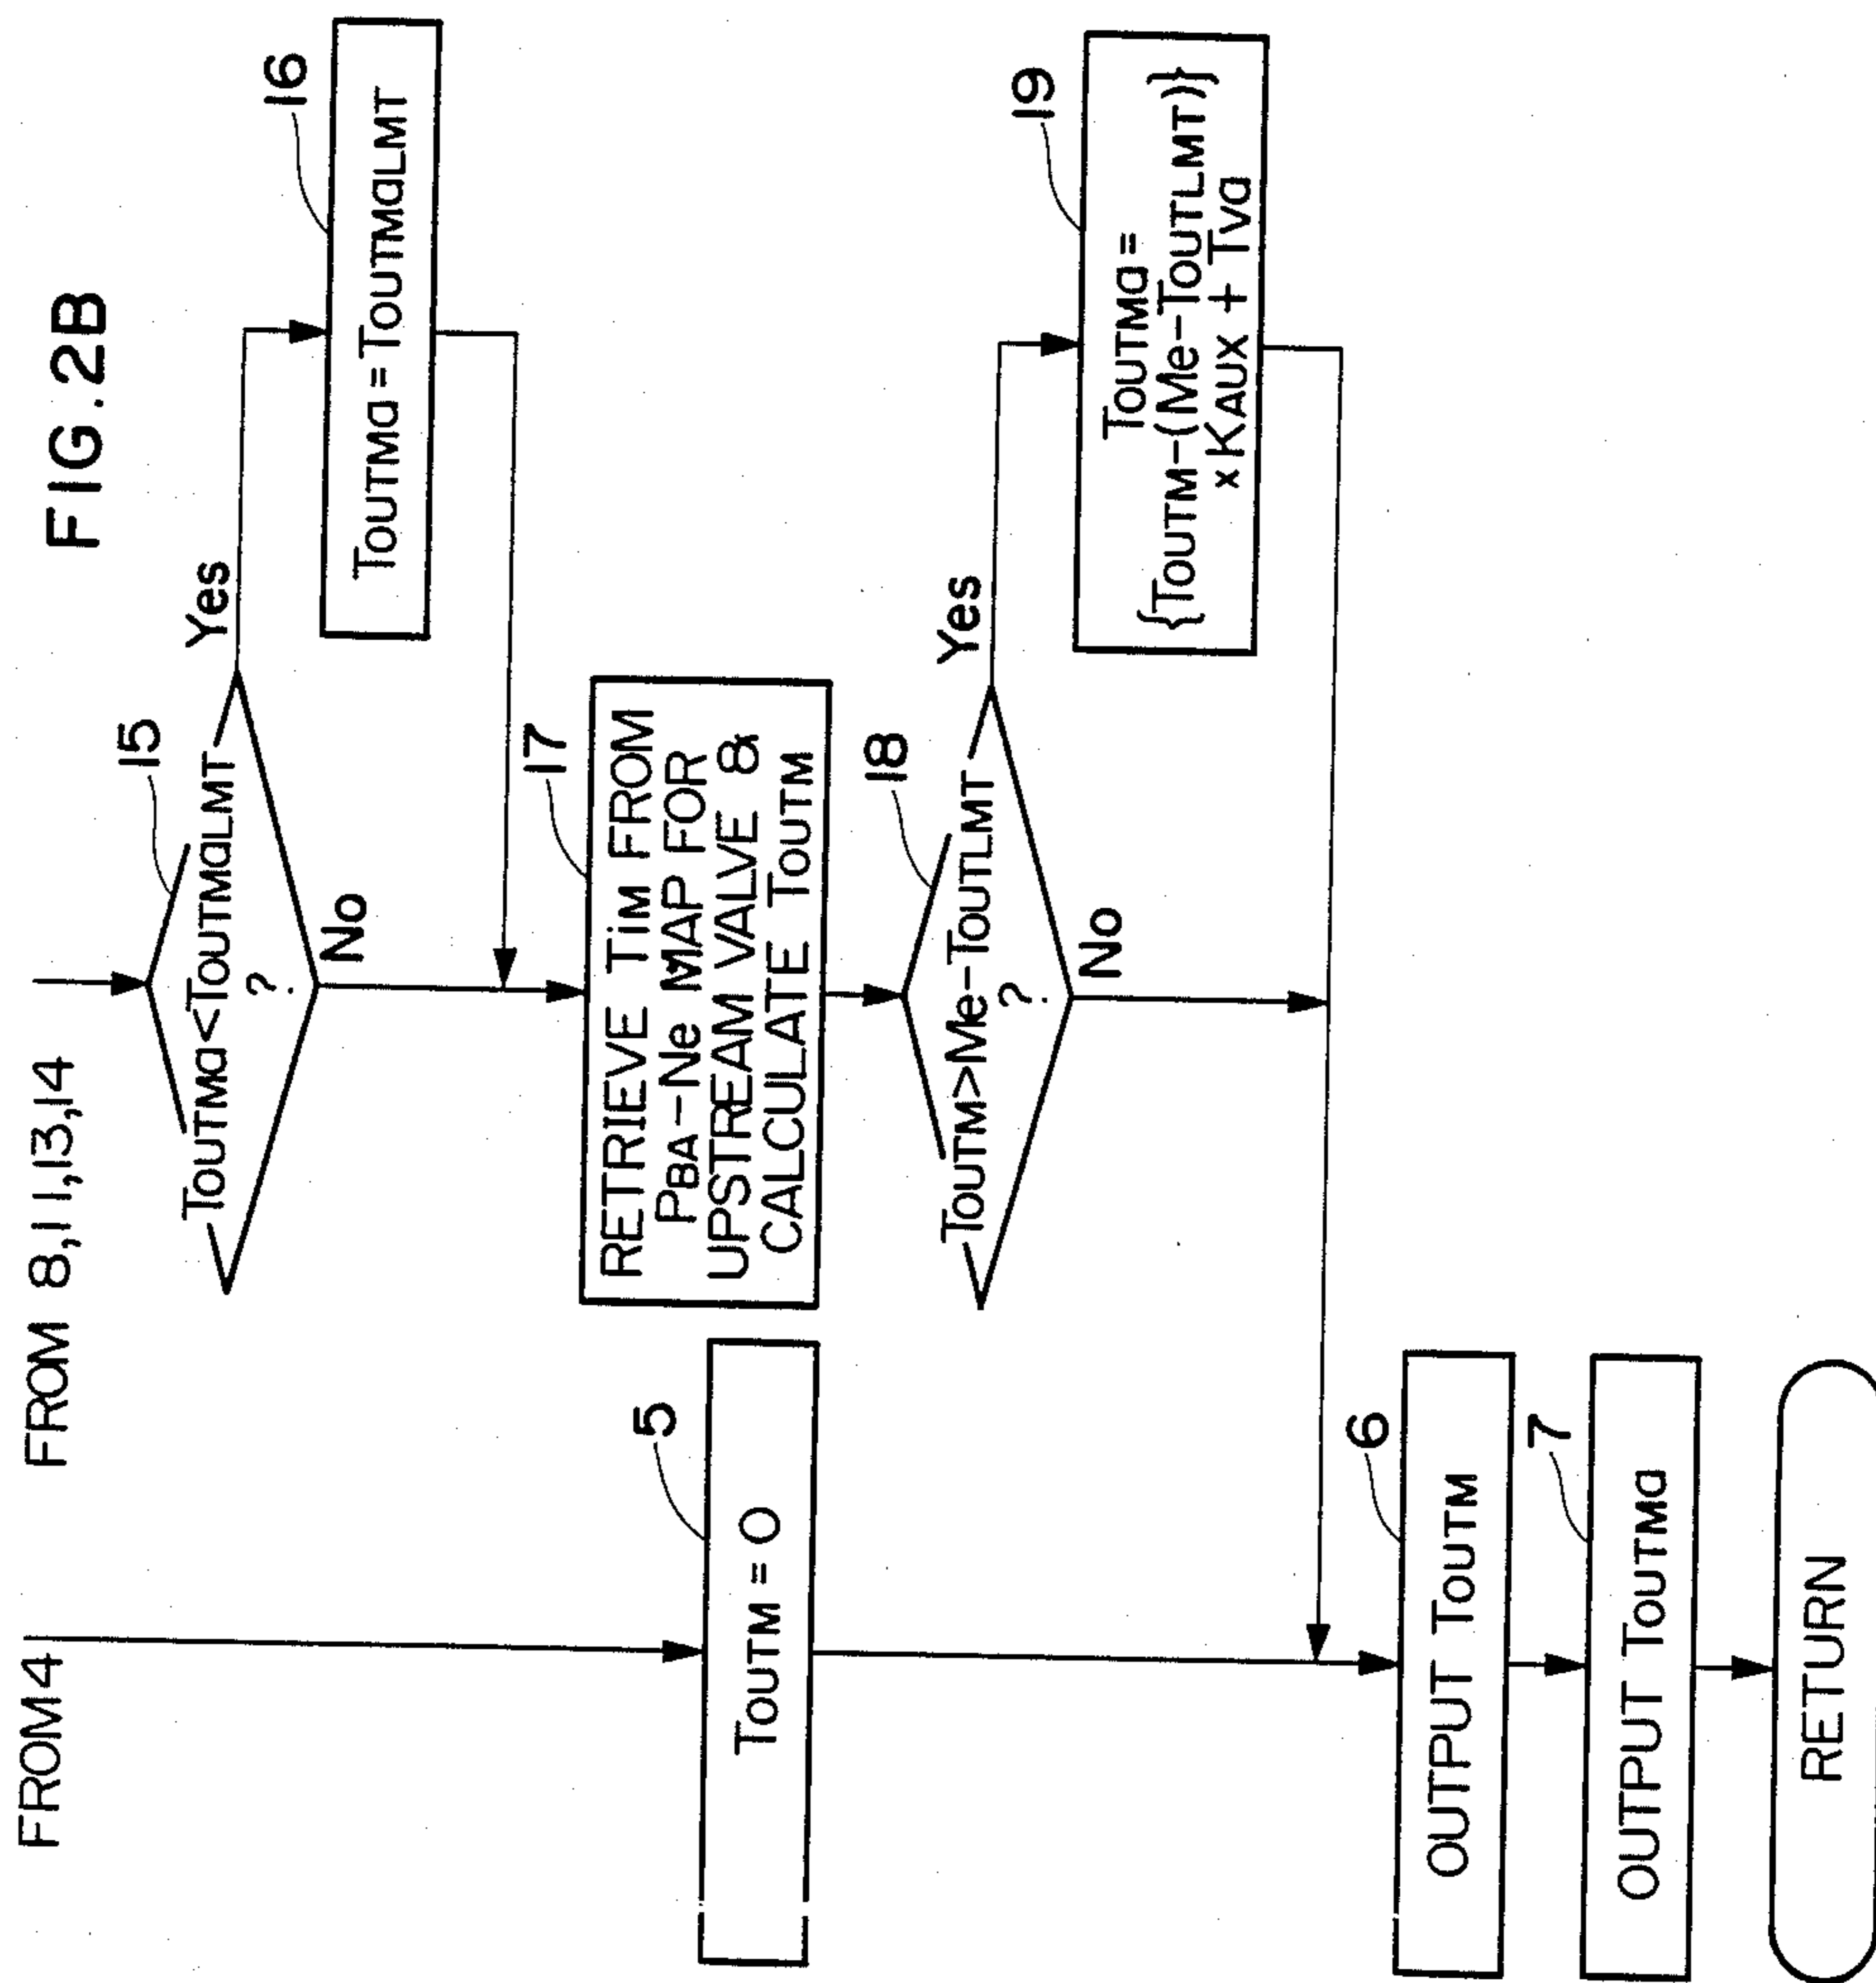 FIG.2B
FROM 4
FROM 8,11,13,14
15
TOUTMa<TOUTMaLMT
?
Yes
No
16
TOUTMa=TOUTMaLMT
17
RETRIEVE TiM FROM
PBA-Ne MAP FOR
UPSTREAM VALVE &
CALCULATE TOUTM
18
TOUTM>Me-TOUTLMT
?
Yes
No
19
TOUTMa=
{TOUTM-(Me-TOUTLMT)}
×KAUX + Tva
5
TOUTM = 0
6
OUTPUT TOUTM
7
OUTPUT TOUTMa
RETURN